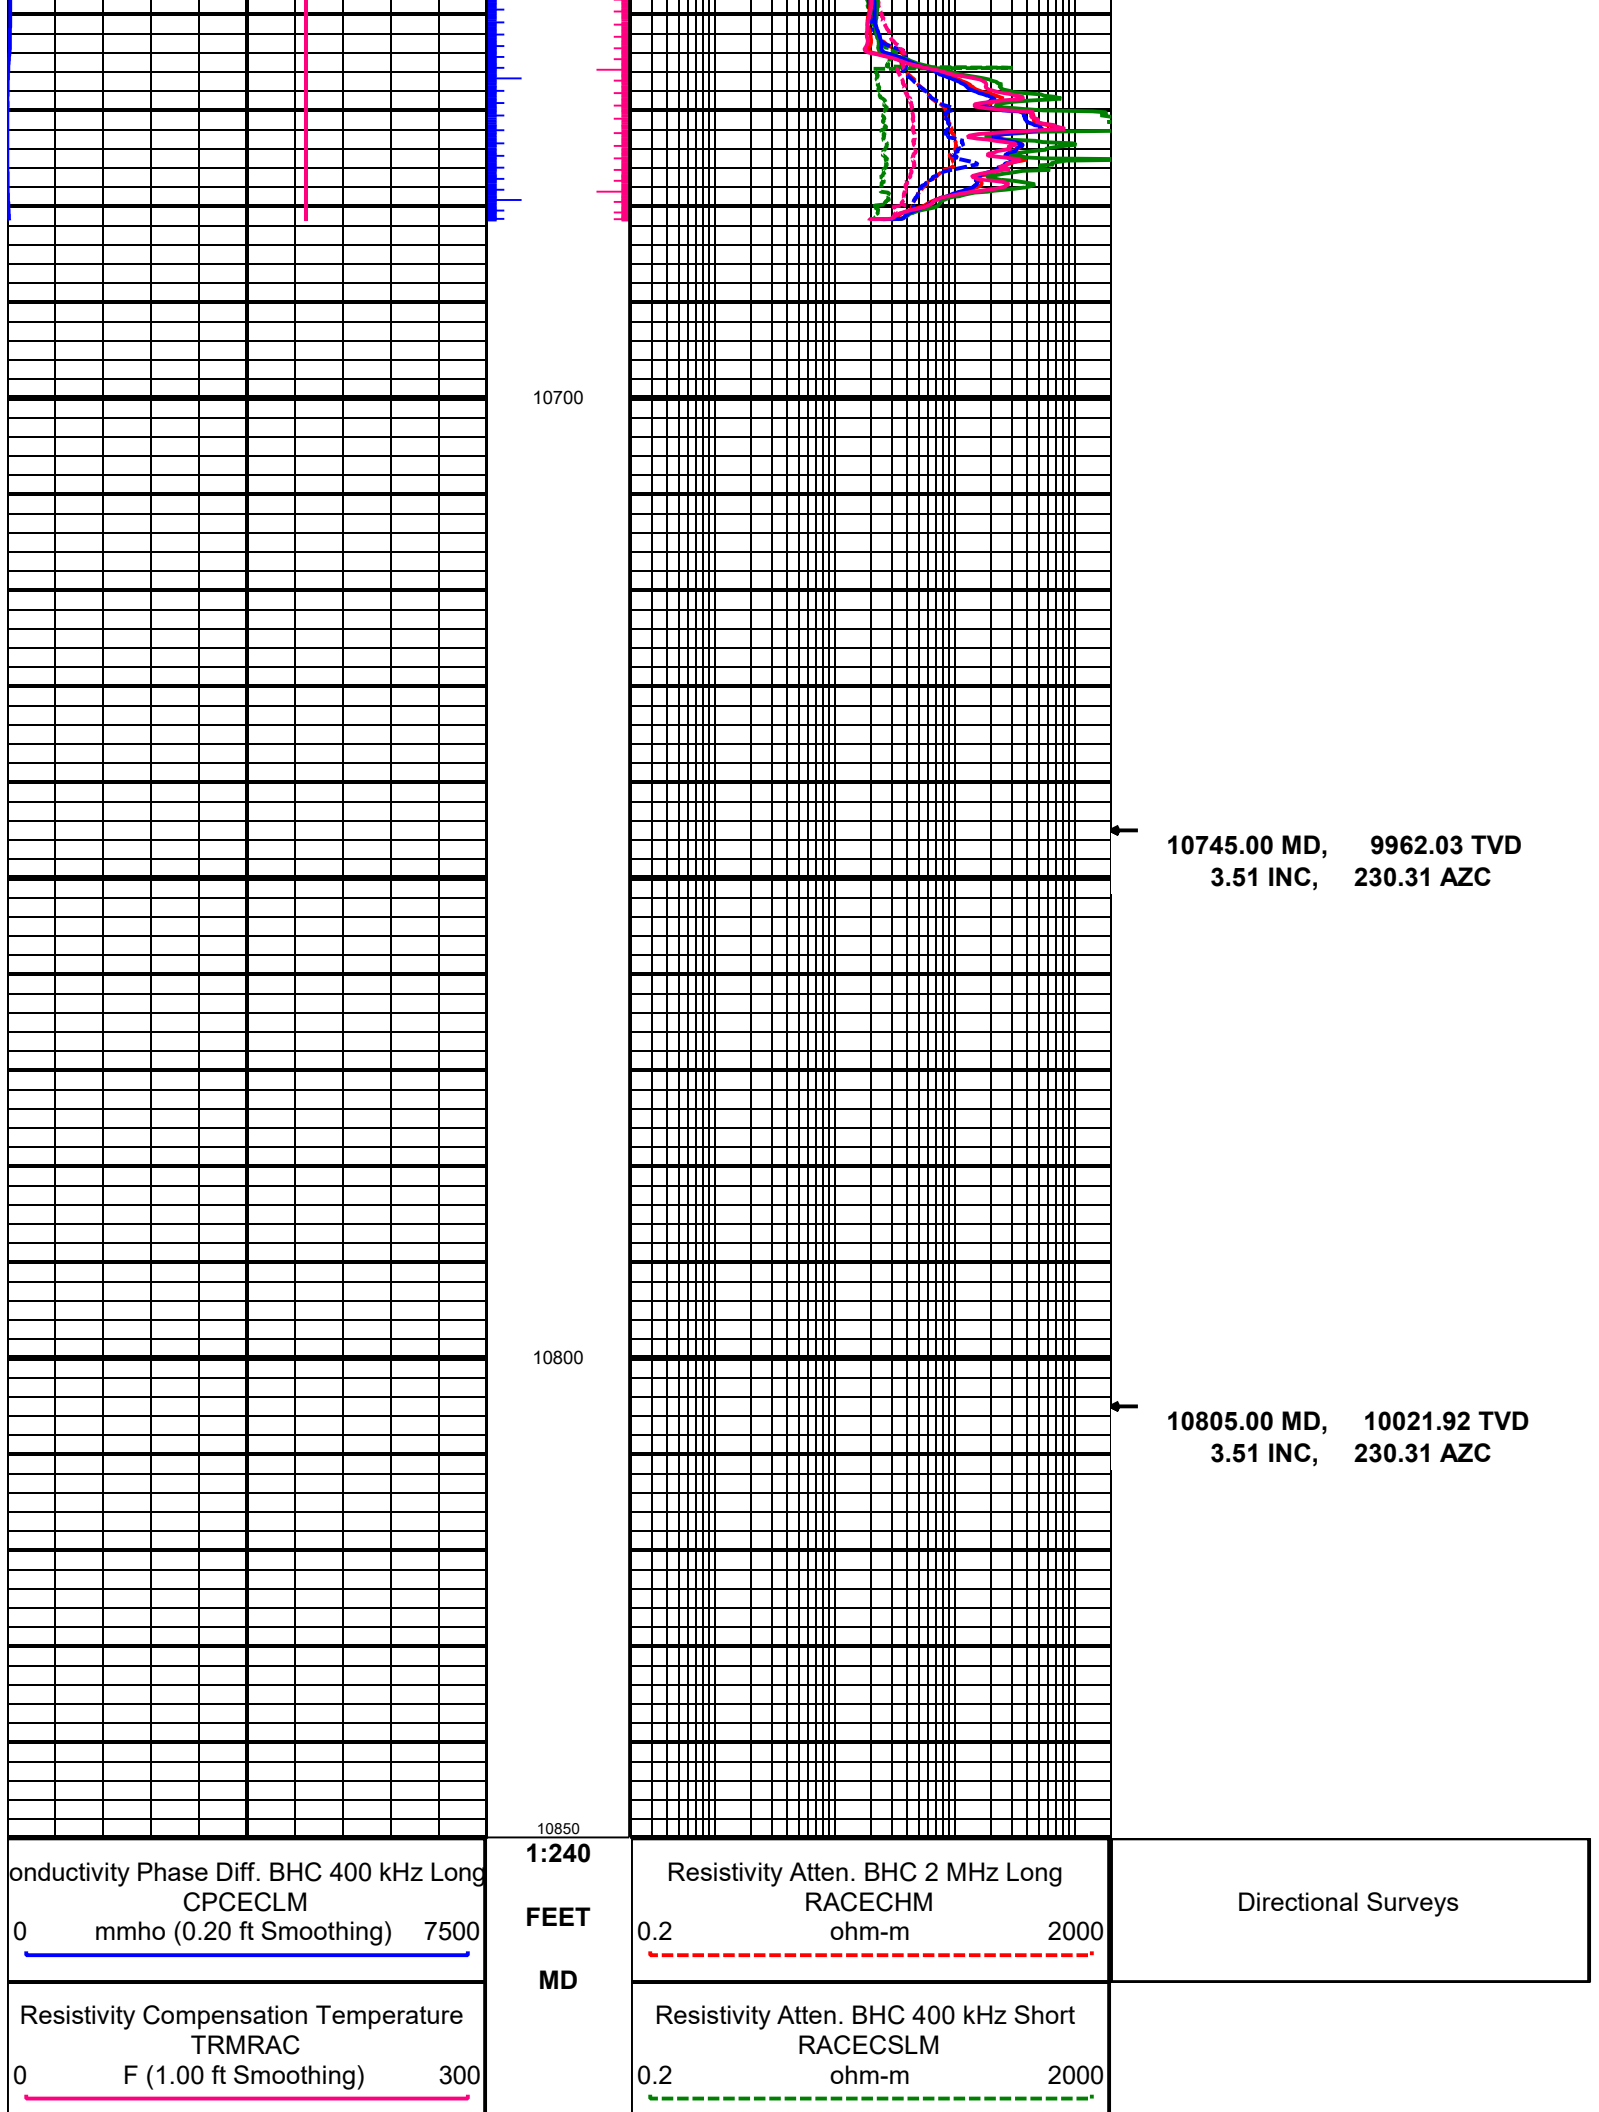 10700
10745.00 MD, 9962.03 TVD
3.51 INC, 230.31 AZC
10800
10805.00 MD, 10021.92 TVD
3.51 INC, 230.31 AZC
10850
onductivity Phase Diff. BHC 400 kHz Long
CPCECLM
0 mmho (0.20 ft Smoothing) 7500
Resistivity Compensation Temperature
TRMRAC
0 F (1.00 ft Smoothing) 300
1:240
FEET
MD
Resistivity Atten. BHC 2 MHz Long
RACECHM
0.2 ohm-m 2000
Resistivity Atten. BHC 400 kHz Short
RACECSLM
0.2 ohm-m 2000
Directional Surveys